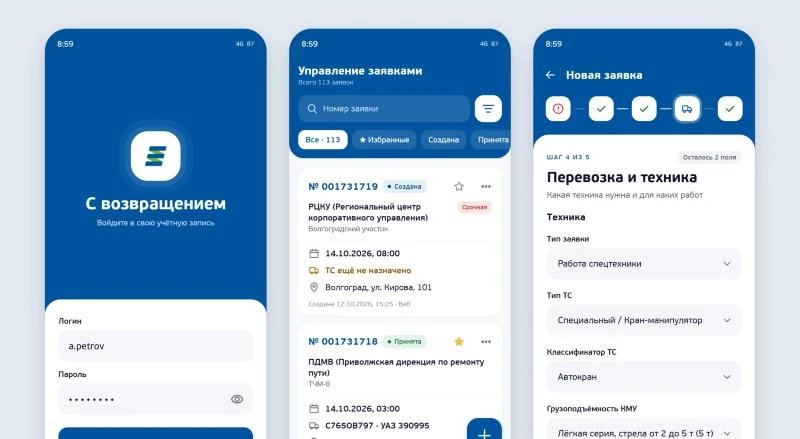 8:59
4G 87
С возвращением
Войдите в свою учётную запись
Логин
a.petrov
Пароль
8:59
4G 87
Управление заявками
Всего 113 заявок
Номер заявки
Все · 113
Избранные
Создана
Принята
№ 001731719
Создана
РЦКУ (Региональный центр
корпоративного управления)
Срочная
Волгоградский участок
14.10.2026, 08:00
ТС ещё не назначено
Волгоград, ул. Кирова, 101
Создана 12.10.2026, 15:25 · Веб
№ 001731718
Принята
ПДМВ (Приволжская дирекция по ремонту
пути)
ТЧМ-8
14.10.2026, 03:00
С765ОВ797 · УАЗ 390995
8:59
4G 87
Новая заявка
ШАГ 4 ИЗ 5
Осталось 2 поля
Перевозка и техника
Какая техника нужна и для каких работ
Техника
Тип заявки
Работа спецтехники
Тип ТС
Специальный / Кран-манипулятор
Классификатор ТС
Автокран
Грузоподъёмность КМУ
Лёгкая серия, стрела от 2 до 5 т (5 т)